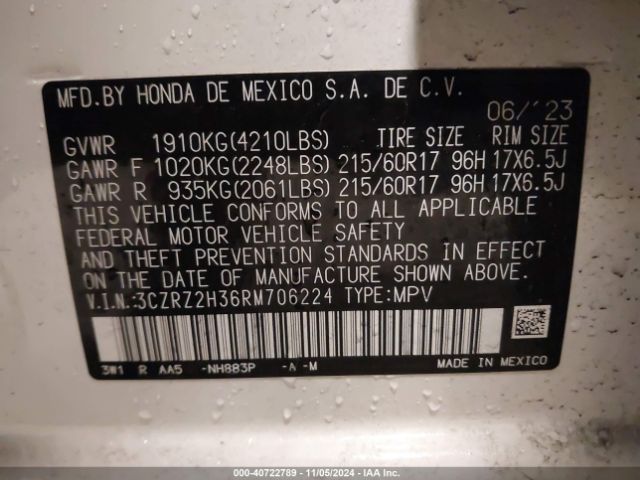 MFD.BY HONDA DE MEXICO S.A. DE C.V.
06/'23
GVWR 1910KG(4210LBS) TIRE SIZE RIM SIZE
GAWR F 1020KG(2248LBS) 215/60R17 96H 17X6.5J
GAWR R 935KG(2061LBS) 215/60R17 96H 17X6.5J
THIS VEHICLE CONFORMS TO ALL APPLICABLE
FEDERAL MOTOR VEHICLE SAFETY
AND THEFT PREVENTION STANDARDS IN EFFECT
ON THE DATE OF MANUFACTURE SHOWN ABOVE.
V.I.N.:3CZRZ2H36RM706224 TYPE:MPV
3W1 R AA5 -NH883P -A -M MADE IN MEXICO
000-40722789 - 11/05/2024 - IAAI.COM